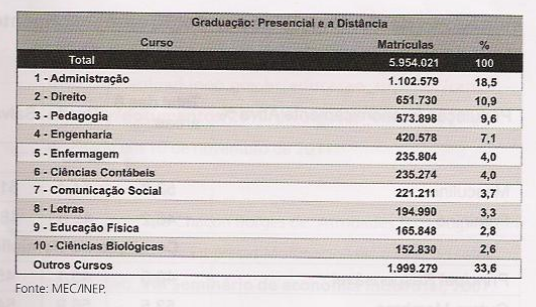 Graduação: Presencial e a Distância
Curso Matrículas %
Total 5.954.021 100
1 - Administração 1.102.579 18,5
2 - Direito 651.730 10,9
3 - Pedagogia 573.898 9,6
4 - Engenharia 420.578 7,1
5 - Enfermagem 235.804 4,0
6 - Ciências Contábeis 235.274 4,0
7 - Comunicação Social 221.211 3,7
8 - Letras 194.990 3,3
9 - Educação Física 165.848 2,8
10 - Ciências Biológicas 152.830 2,6
Outros Cursos 1.999.279 33,6
Fonte: MEC/INEP.